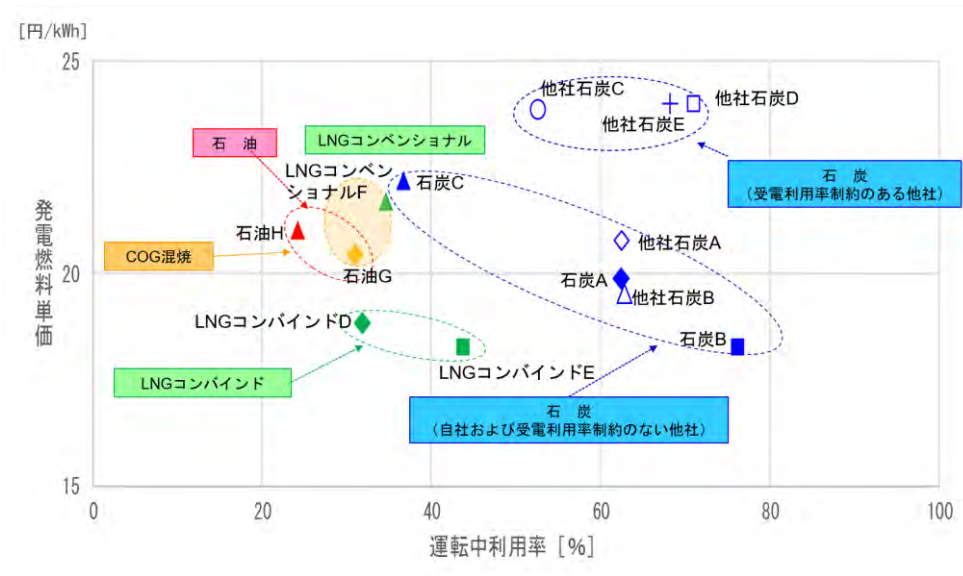 [円/kWh]
25
20
15
発電燃料単価
0
20
40
60
80
100
運転中利用率 [%]
他社石炭C
他社石炭D
他社石炭E
石　油
LNGコンベンショナル
LNGコンベン
ショナルF
石炭C
石　炭
（受電利用率制約のある他社）
石油H
COG混焼
石油G
他社石炭A
石炭A
他社石炭B
LNGコンバインドD
石炭B
LNGコンバインドE
LNGコンバインド
石　炭
（自社および受電利用率制約のない他社）